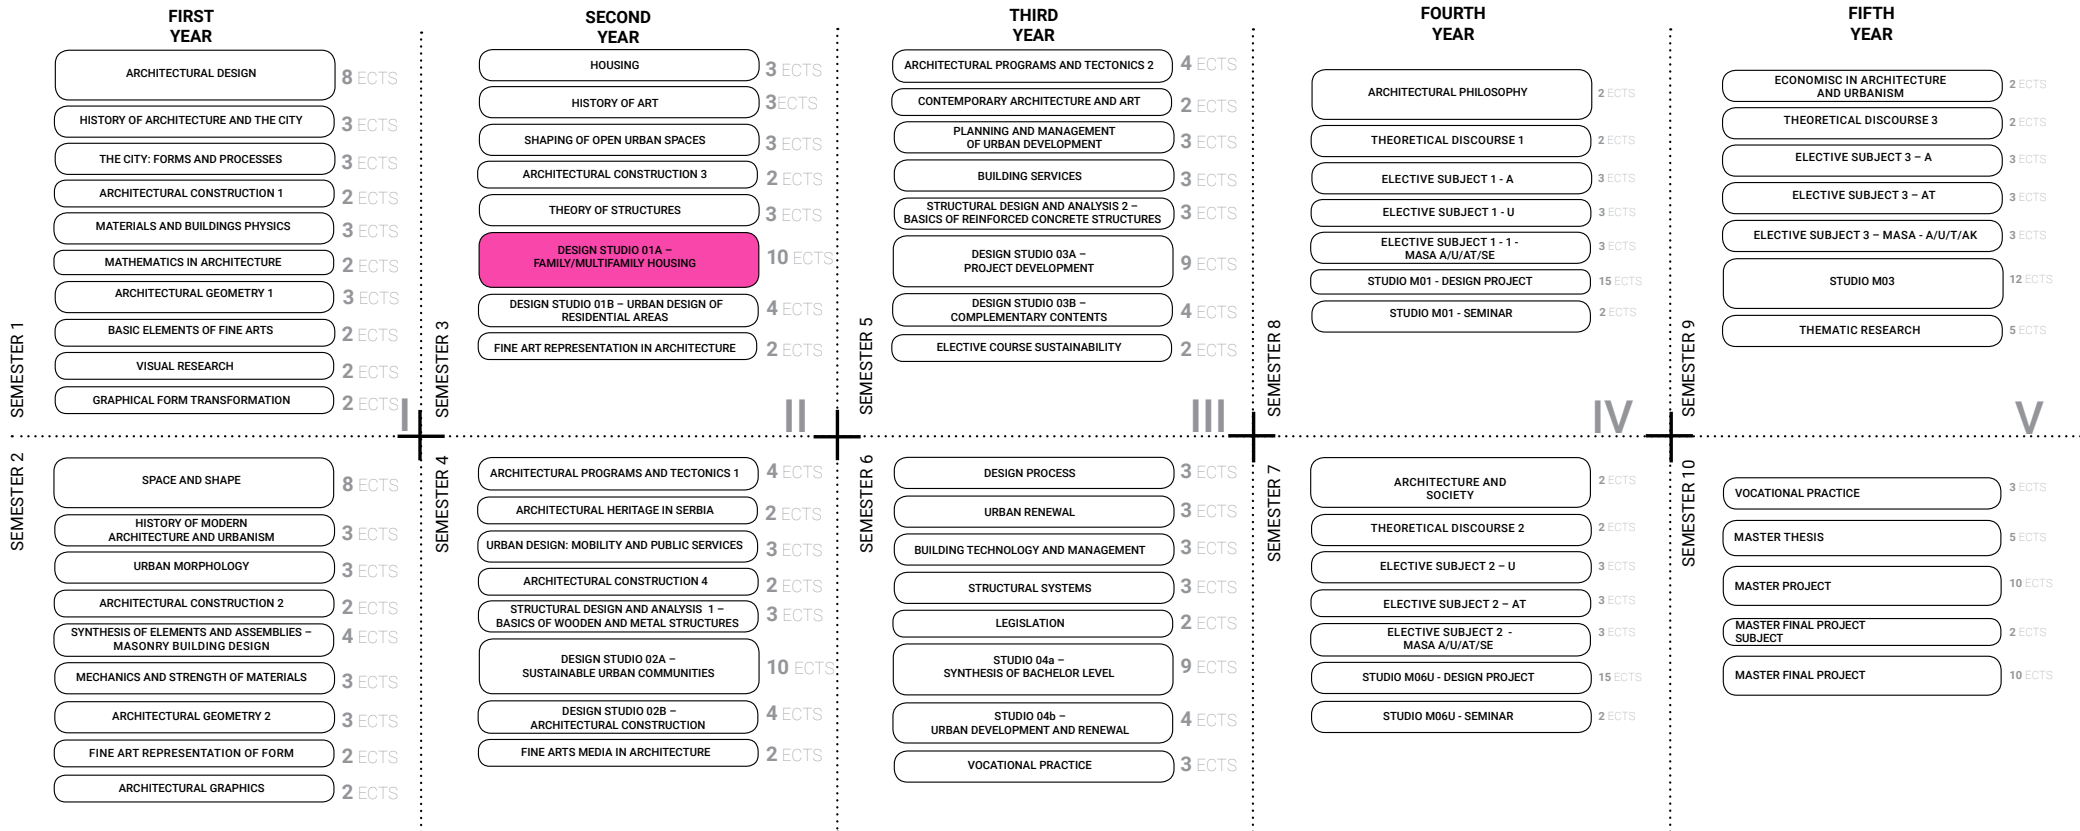 FIRST
YEAR
SEMESTER 1
ARCHITECTURAL DESIGN 8 ECTS
HISTORY OF ARCHITECTURE AND THE CITY 3 ECTS
THE CITY: FORMS AND PROCESSES 3 ECTS
ARCHITECTURAL CONSTRUCTION 1 2 ECTS
MATERIALS AND BUILDINGS PHYSICS 3 ECTS
MATHEMATICS IN ARCHITECTURE 2 ECTS
ARCHITECTURAL GEOMETRY 1 3 ECTS
BASIC ELEMENTS OF FINE ARTS 2 ECTS
VISUAL RESEARCH 2 ECTS
GRAPHICAL FORM TRANSFORMATION 2 ECTS
I
SEMESTER 2
SPACE AND SHAPE 8 ECTS
HISTORY OF MODERN
ARCHITECTURE AND URBANISM 3 ECTS
URBAN MORPHOLOGY 3 ECTS
ARCHITECTURAL CONSTRUCTION 2 2 ECTS
SYNTHESIS OF ELEMENTS AND ASSEMBLIES –
MASONRY BUILDING DESIGN 4 ECTS
MECHANICS AND STRENGTH OF MATERIALS 3 ECTS
ARCHITECTURAL GEOMETRY 2 3 ECTS
FINE ART REPRESENTATION OF FORM 2 ECTS
ARCHITECTURAL GRAPHICS 2 ECTS
SECOND
YEAR
SEMESTER 3
HOUSING 3 ECTS
HISTORY OF ART 3ECTS
SHAPING OF OPEN URBAN SPACES 3 ECTS
ARCHITECTURAL CONSTRUCTION 3 2 ECTS
THEORY OF STRUCTURES 3 ECTS
DESIGN STUDIO 01A –
FAMILY/MULTIFAMILY HOUSING 10 ECTS
DESIGN STUDIO 01B – URBAN DESIGN OF
RESIDENTIAL AREAS 4 ECTS
FINE ART REPRESENTATION IN ARCHITECTURE 2 ECTS
II
SEMESTER 4
ARCHITECTURAL PROGRAMS AND TECTONICS 1 4 ECTS
ARCHITECTURAL HERITAGE IN SERBIA 2 ECTS
URBAN DESIGN: MOBILITY AND PUBLIC SERVICES 3 ECTS
ARCHITECTURAL CONSTRUCTION 4 2 ECTS
STRUCTURAL DESIGN AND ANALYSIS 1 –
BASICS OF WOODEN AND METAL STRUCTURES 3 ECTS
DESIGN STUDIO 02A –
SUSTAINABLE URBAN COMMUNITIES 10 ECTS
DESIGN STUDIO 02B –
ARCHITECTURAL CONSTRUCTION 4 ECTS
FINE ARTS MEDIA IN ARCHITECTURE 2 ECTS
THIRD
YEAR
SEMESTER 5
ARCHITECTURAL PROGRAMS AND TECTONICS 2 4 ECTS
CONTEMPORARY ARCHITECTURE AND ART 2 ECTS
PLANNING AND MANAGEMENT
OF URBAN DEVELOPMENT 3 ECTS
BUILDING SERVICES 3 ECTS
STRUCTURAL DESIGN AND ANALYSIS 2 –
BASICS OF REINFORCED CONCRETE STRUCTURES 3 ECTS
DESIGN STUDIO 03A –
PROJECT DEVELOPMENT 9 ECTS
DESIGN STUDIO 03B –
COMPLEMENTARY CONTENTS 4 ECTS
ELECTIVE COURSE SUSTAINABILITY 2 ECTS
III
SEMESTER 6
DESIGN PROCESS 3 ECTS
URBAN RENEWAL 3 ECTS
BUILDING TECHNOLOGY AND MANAGEMENT 3 ECTS
STRUCTURAL SYSTEMS 3 ECTS
LEGISLATION 2 ECTS
STUDIO 04a –
SYNTHESIS OF BACHELOR LEVEL 9 ECTS
STUDIO 04b –
URBAN DEVELOPMENT AND RENEWAL 4 ECTS
VOCATIONAL PRACTICE 3 ECTS
FOURTH
YEAR
SEMESTER 8
ARCHITECTURAL PHILOSOPHY 2 ECTS
THEORETICAL DISCOURSE 1 2 ECTS
ELECTIVE SUBJECT 1 - A 3 ECTS
ELECTIVE SUBJECT 1 - U 3 ECTS
ELECTIVE SUBJECT 1 - 1 -
MASA A/U/AT/SE 3 ECTS
STUDIO M01 - DESIGN PROJECT 15 ECTS
STUDIO M01 - SEMINAR 2 ECTS
IV
SEMESTER 7
ARCHITECTURE AND
SOCIETY 2 ECTS
THEORETICAL DISCOURSE 2 2 ECTS
ELECTIVE SUBJECT 2 – U 3 ECTS
ELECTIVE SUBJECT 2 – AT 3 ECTS
ELECTIVE SUBJECT 2 -
MASA A/U/AT/SE 3 ECTS
STUDIO M06U - DESIGN PROJECT 15 ECTS
STUDIO M06U - SEMINAR 2 ECTS
FIFTH
YEAR
SEMESTER 9
ECONOMISC IN ARCHITECTURE
AND URBANISM 2 ECTS
THEORETICAL DISCOURSE 3 2 ECTS
ELECTIVE SUBJECT 3 – A 3 ECTS
ELECTIVE SUBJECT 3 – AT 3 ECTS
ELECTIVE SUBJECT 3 – MASA - A/U/T/AK 3 ECTS
STUDIO M03 12 ECTS
THEMATIC RESEARCH 5 ECTS
V
SEMESTER 10
VOCATIONAL PRACTICE 3 ECTS
MASTER THESIS 5 ECTS
MASTER PROJECT 10 ECTS
MASTER FINAL PROJECT
SUBJECT 2 ECTS
MASTER FINAL PROJECT 10 ECTS